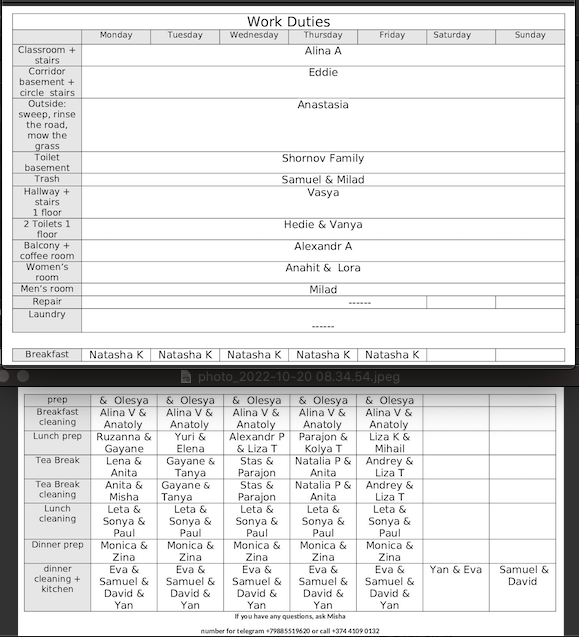 Work Duties
Monday Tuesday Wednesday Thursday Friday Saturday Sunday
Classroom + stairs Alina A
Corridor basement + circle stairs Eddie
Outside: sweep, rinse the road, mow the grass Anastasia
Toilet basement Shornov Family
Trash Samuel & Milad
Hallway + stairs 1 floor Vasya
2 Toilets 1 floor Hedie & Vanya
Balcony + coffee room Alexandr A
Women's room Anahit & Lora
Men's room Milad
Repair ------
Laundry ------
Breakfast Natasha K Natasha K Natasha K Natasha K Natasha K
photo_2022-10-20 08.34.54.jpeg
prep & Olesya & Olesya & Olesya & Olesya & Olesya
Breakfast cleaning Alina V & Anatoly Alina V & Anatoly Alina V & Anatoly Alina V & Anatoly Alina V & Anatoly
Lunch prep Ruzanna & Gayane Yuri & Elena Alexandr P & Liza T Parajon & Kolya T Liza K & Mihail
Tea Break Lena & Anita Gayane & Tanya Stas & Parajon Natalia P & Anita Andrey & Liza T
Tea Break cleaning Anita & Misha Gayane & Tanya Stas & Parajon Natalia P & Anita Andrey & Liza T
Lunch cleaning Leta & Sonya & Paul Leta & Sonya & Paul Leta & Sonya & Paul Leta & Sonya & Paul Leta & Sonya & Paul
Dinner prep Monica & Zina Monica & Zina Monica & Zina Monica & Zina Monica & Zina
dinner cleaning + kitchen Eva & Samuel & David & Yan Eva & Samuel & David & Yan Eva & Samuel & David & Yan Eva & Samuel & David & Yan Eva & Samuel & David & Yan Yan & Eva Samuel & David
If you have any questions, ask Misha
number for telegram +79885519620 or call +374 4109 0132